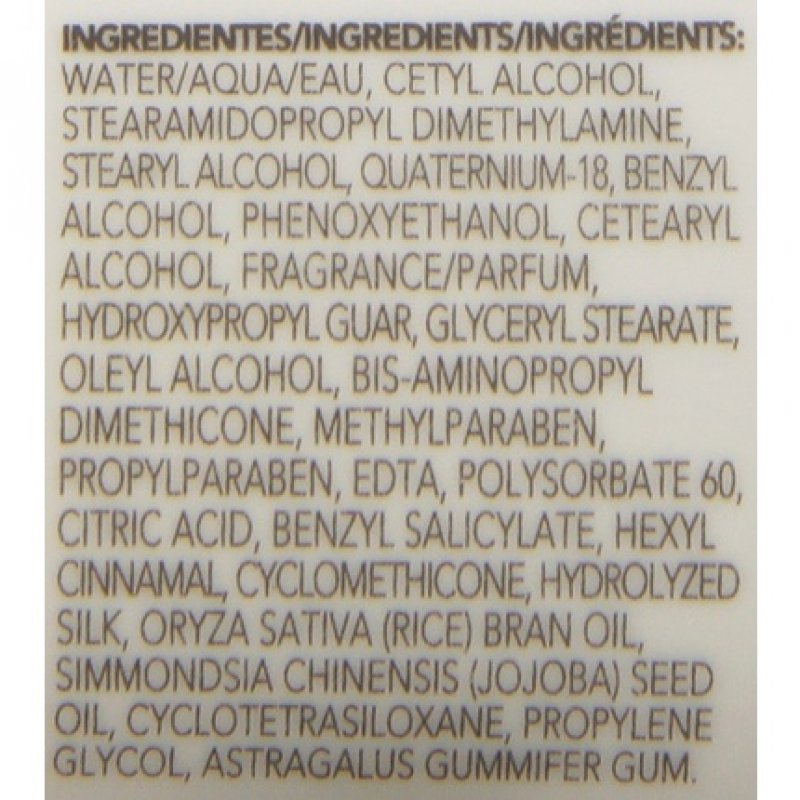 INGREDIENTES/INGREDIENTS/INGRÉDIENTS:
WATER/AQUA/EAU, CETYL ALCOHOL,
STEARAMIDOPROPYL DIMETHYLAMINE,
STEARYL ALCOHOL, QUATERNIUM-18, BENZYL
ALCOHOL, PHENOXYETHANOL, CETEARYL
ALCOHOL, FRAGRANCE/PARFUM,
HYDROXYPROPYL GUAR, GLYCERYL STEARATE,
OLEYL ALCOHOL, BIS-AMINOPROPYL
DIMETHICONE, METHYLPARABEN,
PROPYLPARABEN, EDTA, POLYSORBATE 60,
CITRIC ACID, BENZYL SALICYLATE, HEXYL
CINNAMAL, CYCLOMETHICONE, HYDROLYZED
SILK, ORYZA SATIVA (RICE) BRAN OIL,
SIMMONDSIA CHINENSIS (JOJOBA) SEED
OIL, CYCLOTETRASILOXANE, PROPYLENE
GLYCOL, ASTRAGALUS GUMMIFER GUM.